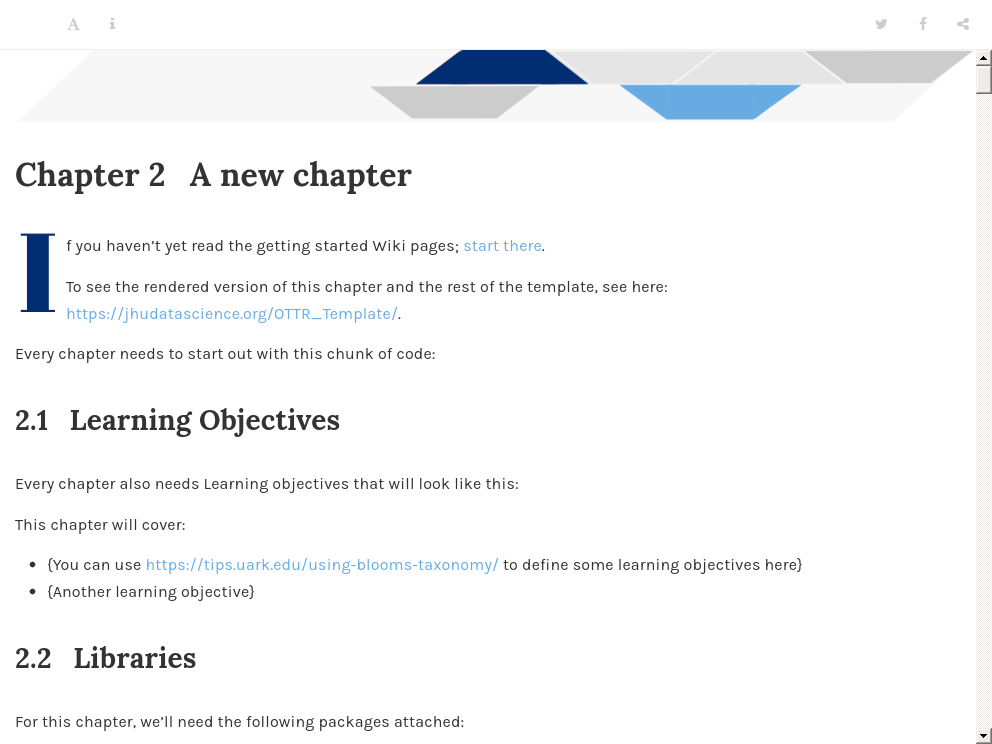 A i
Chapter 2 A new chapter
If you haven’t yet read the getting started Wiki pages; start there.
To see the rendered version of this chapter and the rest of the template, see here:
https://jhudatascience.org/OTTR_Template/.
Every chapter needs to start out with this chunk of code:
2.1 Learning Objectives
Every chapter also needs Learning objectives that will look like this:
This chapter will cover:
• {You can use https://tips.uark.edu/using-blooms-taxonomy/ to define some learning objectives here}
• {Another learning objective}
2.2 Libraries
For this chapter, we’ll need the following packages attached: